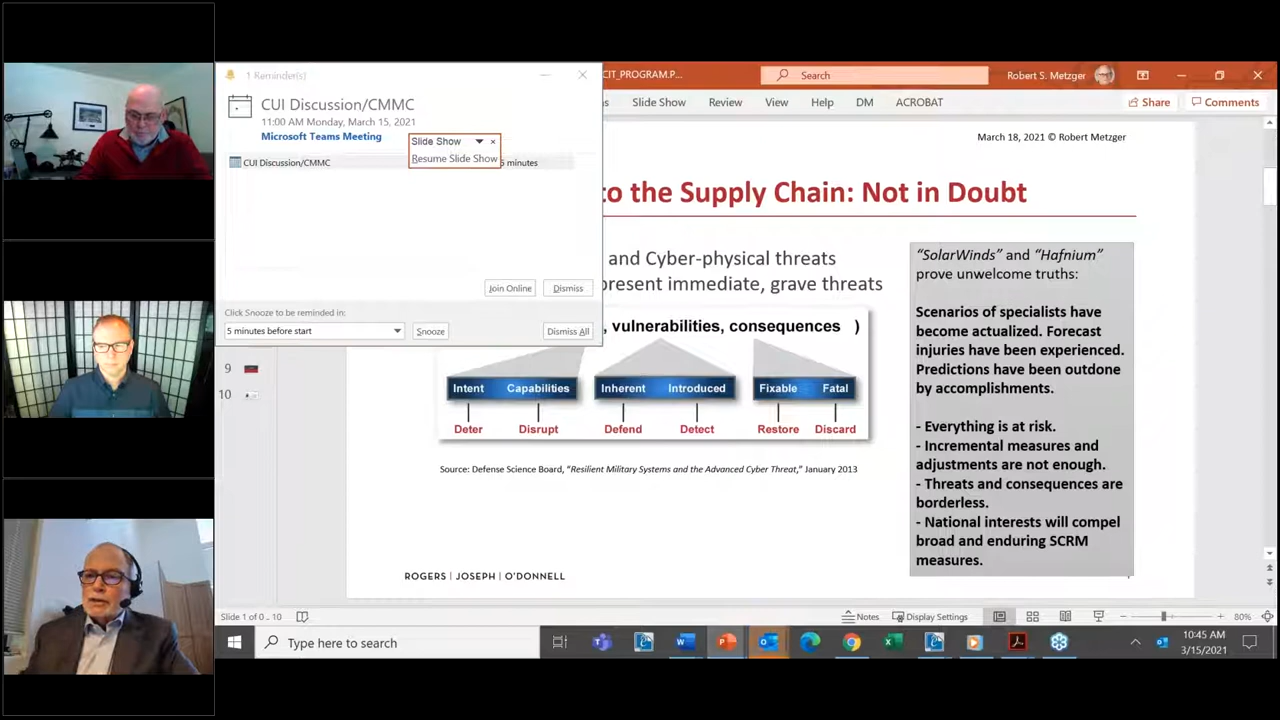 1 Reminder(s)
CUI Discussion/CMMC
11:00 AM Monday, March 15, 2021
Microsoft Teams Meeting
Slide Show
Resume Slide Show
CUI Discussion/CMMC
minutes
Join Online
Dismiss
Click Snooze to be reminded in:
5 minutes before start
Snooze
Dismiss All
CIT_PROGRAM.P...
Search
Robert S. Metzger
Slide Show
Review
View
Help
DM
ACROBAT
Share
Comments
March 18, 2021 © Robert Metzger
to the Supply Chain: Not in Doubt
and Cyber-physical threats
present immediate, grave threats
, vulnerabilities, consequences )
Intent Capabilities
Inherent Introduced
Fixable Fatal
Deter Disrupt Defend Detect Restore Discard
Source: Defense Science Board, “Resilient Military Systems and the Advanced Cyber Threat,” January 2013
“SolarWinds” and “Hafnium”
prove unwelcome truths:
Scenarios of specialists have
become actualized. Forecast
injuries have been experienced.
Predictions have been outdone
by accomplishments.
- Everything is at risk.
- Incremental measures and
adjustments are not enough.
- Threats and consequences are
borderless.
- National interests will compel
broad and enduring SCRM
measures.
ROGERS | JOSEPH | O’DONNELL
9
10
Slide 1 of 0 - 10
Notes
Display Settings
80%
Type here to search
10:45 AM
3/15/2021